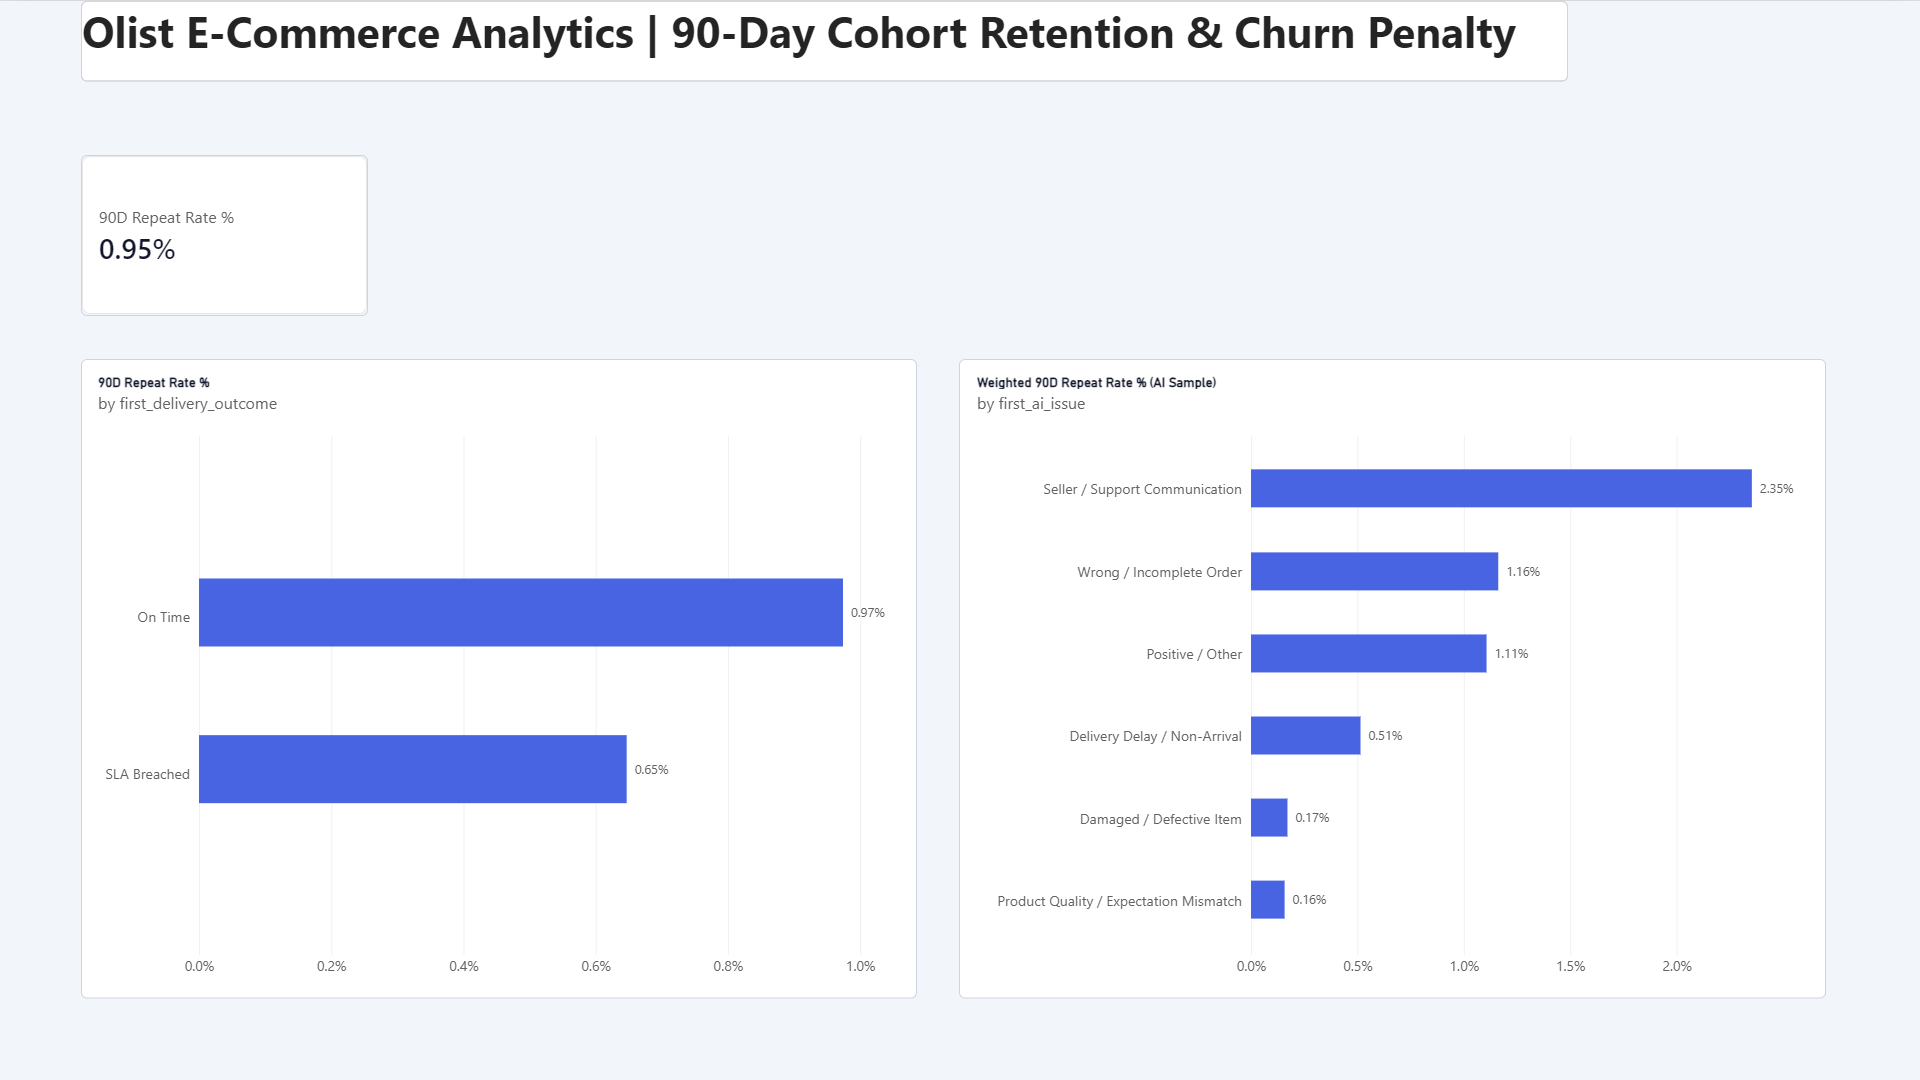 Olist E-Commerce Analytics | 90-Day Cohort Retention & Churn Penalty
90D Repeat Rate %
0.95%
90D Repeat Rate %
by first_delivery_outcome
On Time
0.97%
SLA Breached
0.65%
0.0% 0.2% 0.4% 0.6% 0.8% 1.0%
Weighted 90D Repeat Rate % (AI Sample)
by first_ai_issue
Seller / Support Communication
2.35%
Wrong / Incomplete Order
1.16%
Positive / Other
1.11%
Delivery Delay / Non-Arrival
0.51%
Damaged / Defective Item
0.17%
Product Quality / Expectation Mismatch
0.16%
0.0% 0.5% 1.0% 1.5% 2.0%